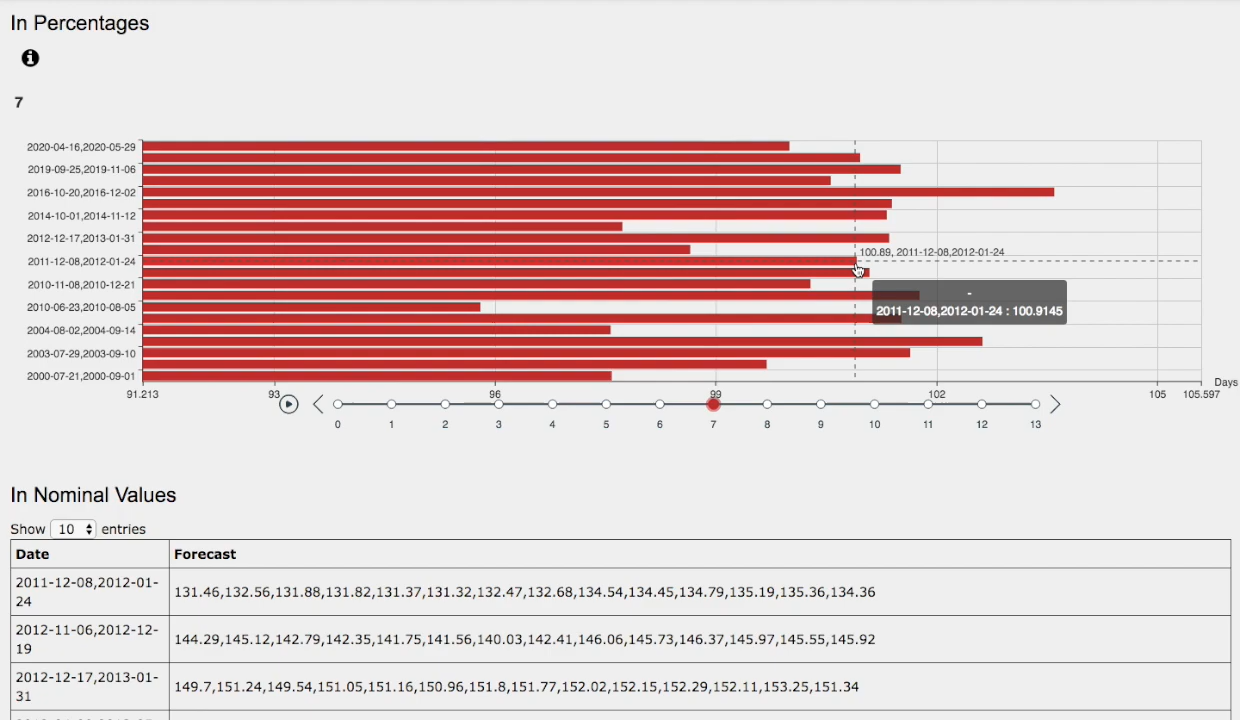 In Percentages
7
2020-04-16,2020-05-29
2019-09-25,2019-11-06
2016-10-20,2016-12-02
2014-10-01,2014-11-12
2012-12-17,2013-01-31
100.89, 2011-12-08,2012-01-24
2011-12-08,2012-01-24
2010-11-08,2010-12-21
-
2011-12-08,2012-01-24 : 100.9145
2010-06-23,2010-08-05
2004-08-02,2004-09-14
2003-07-29,2003-09-10
2000-07-21,2000-09-01
Days
91.213 93 96 99 102 105 105.597
0 1 2 3 4 5 6 7 8 9 10 11 12 13
In Nominal Values
Show 10 entries
Date Forecast
2011-12-08,2012-01-
24
131.46,132.56,131.88,131.82,131.37,131.32,132.47,132.68,134.54,134.45,134.79,135.19,135.36,134.36
2012-11-06,2012-12-
19
144.29,145.12,142.79,142.35,141.75,141.56,140.03,142.41,146.06,145.73,146.37,145.97,145.55,145.92
2012-12-17,2013-01-
31
149.7,151.24,149.54,151.05,151.16,150.96,151.8,151.77,152.02,152.15,152.29,152.11,153.25,151.34